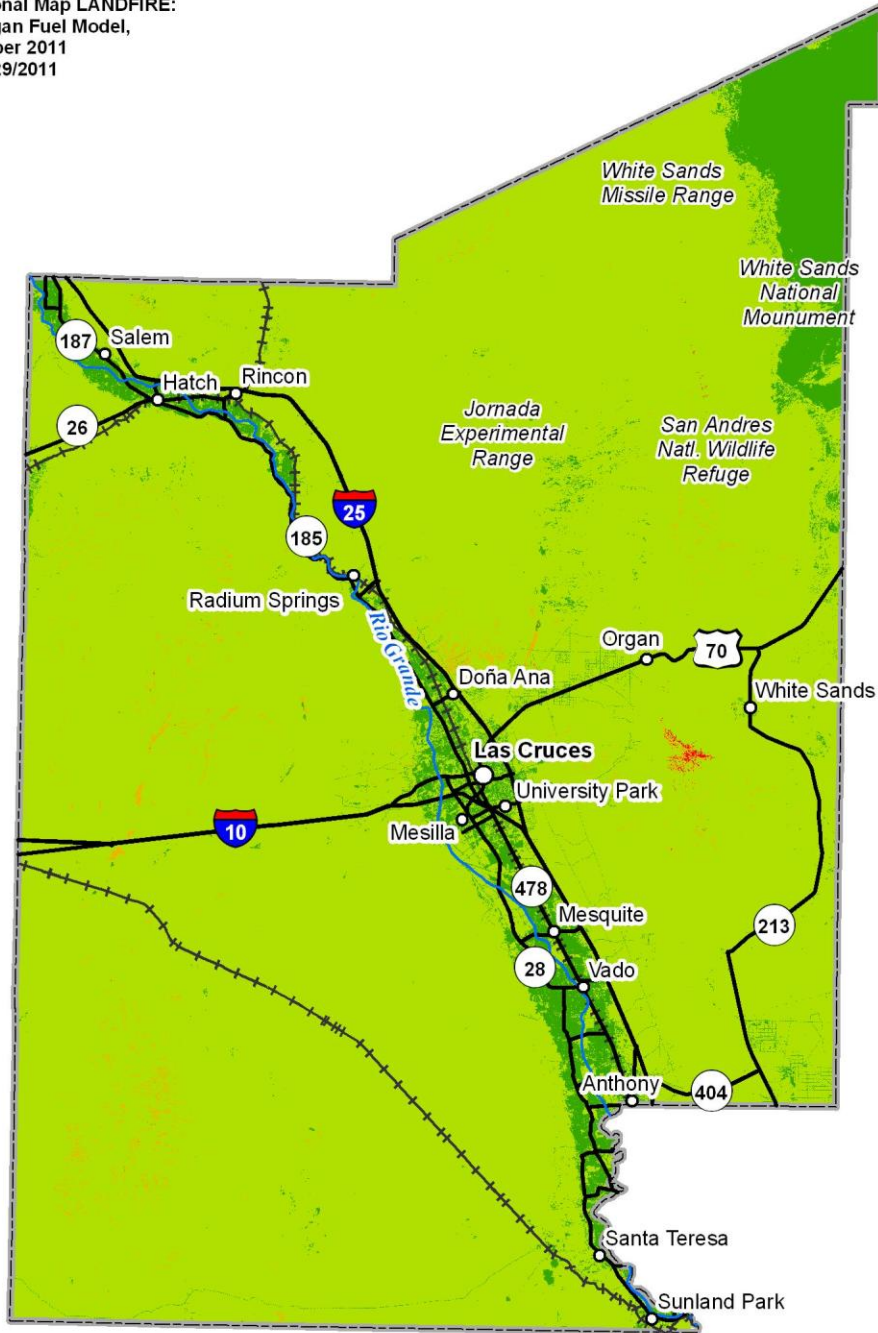 onal Map LANDFIRE:
gan Fuel Model,
ber 2011
29/2011
White Sands
Missile Range
White Sands
National
Mounument
187
Salem
Hatch
Rincon
26
Jornada
Experimental
Range
San Andres
Natl. Wildlife
Refuge
25
185
Radium Springs
Rio Grande
Organ
70
Doña Ana
White Sands
Las Cruces
University Park
10
Mesilla
478
Mesquite
213
28
Vado
Anthony
404
Santa Teresa
Sunland Park